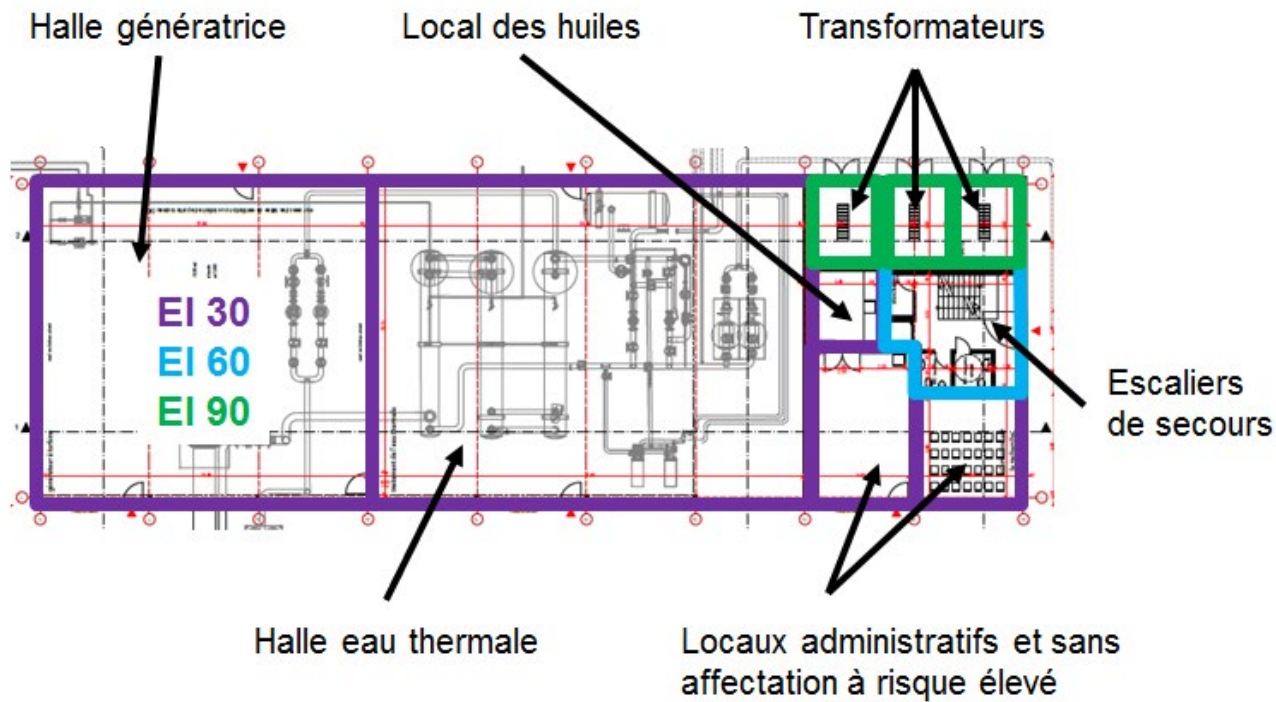 Halle génératrice
Local des huiles
Transformateurs
EI 30
EI 60
EI 90
Escaliers
de secours
Halle eau thermale
Locaux administratifs et sans
affectation à risque élevé